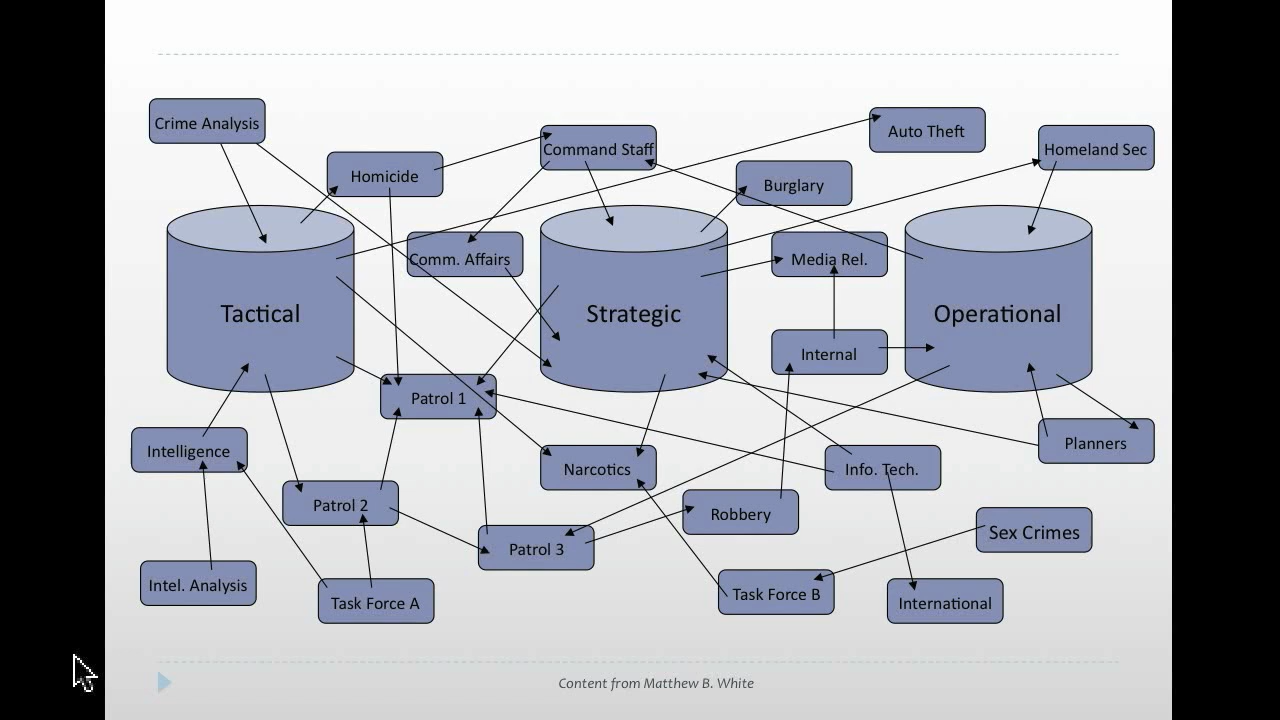 Crime Analysis
Auto Theft
Command Staff
Homeland Sec
Homicide
Burglary
Comm. Affairs
Media Rel.
Tactical
Strategic
Operational
Internal
Patrol 1
Planners
Intelligence
Narcotics
Info. Tech.
Patrol 2
Robbery
Sex Crimes
Patrol 3
Intel. Analysis
Task Force B
Task Force A
International
Content from Matthew B. White